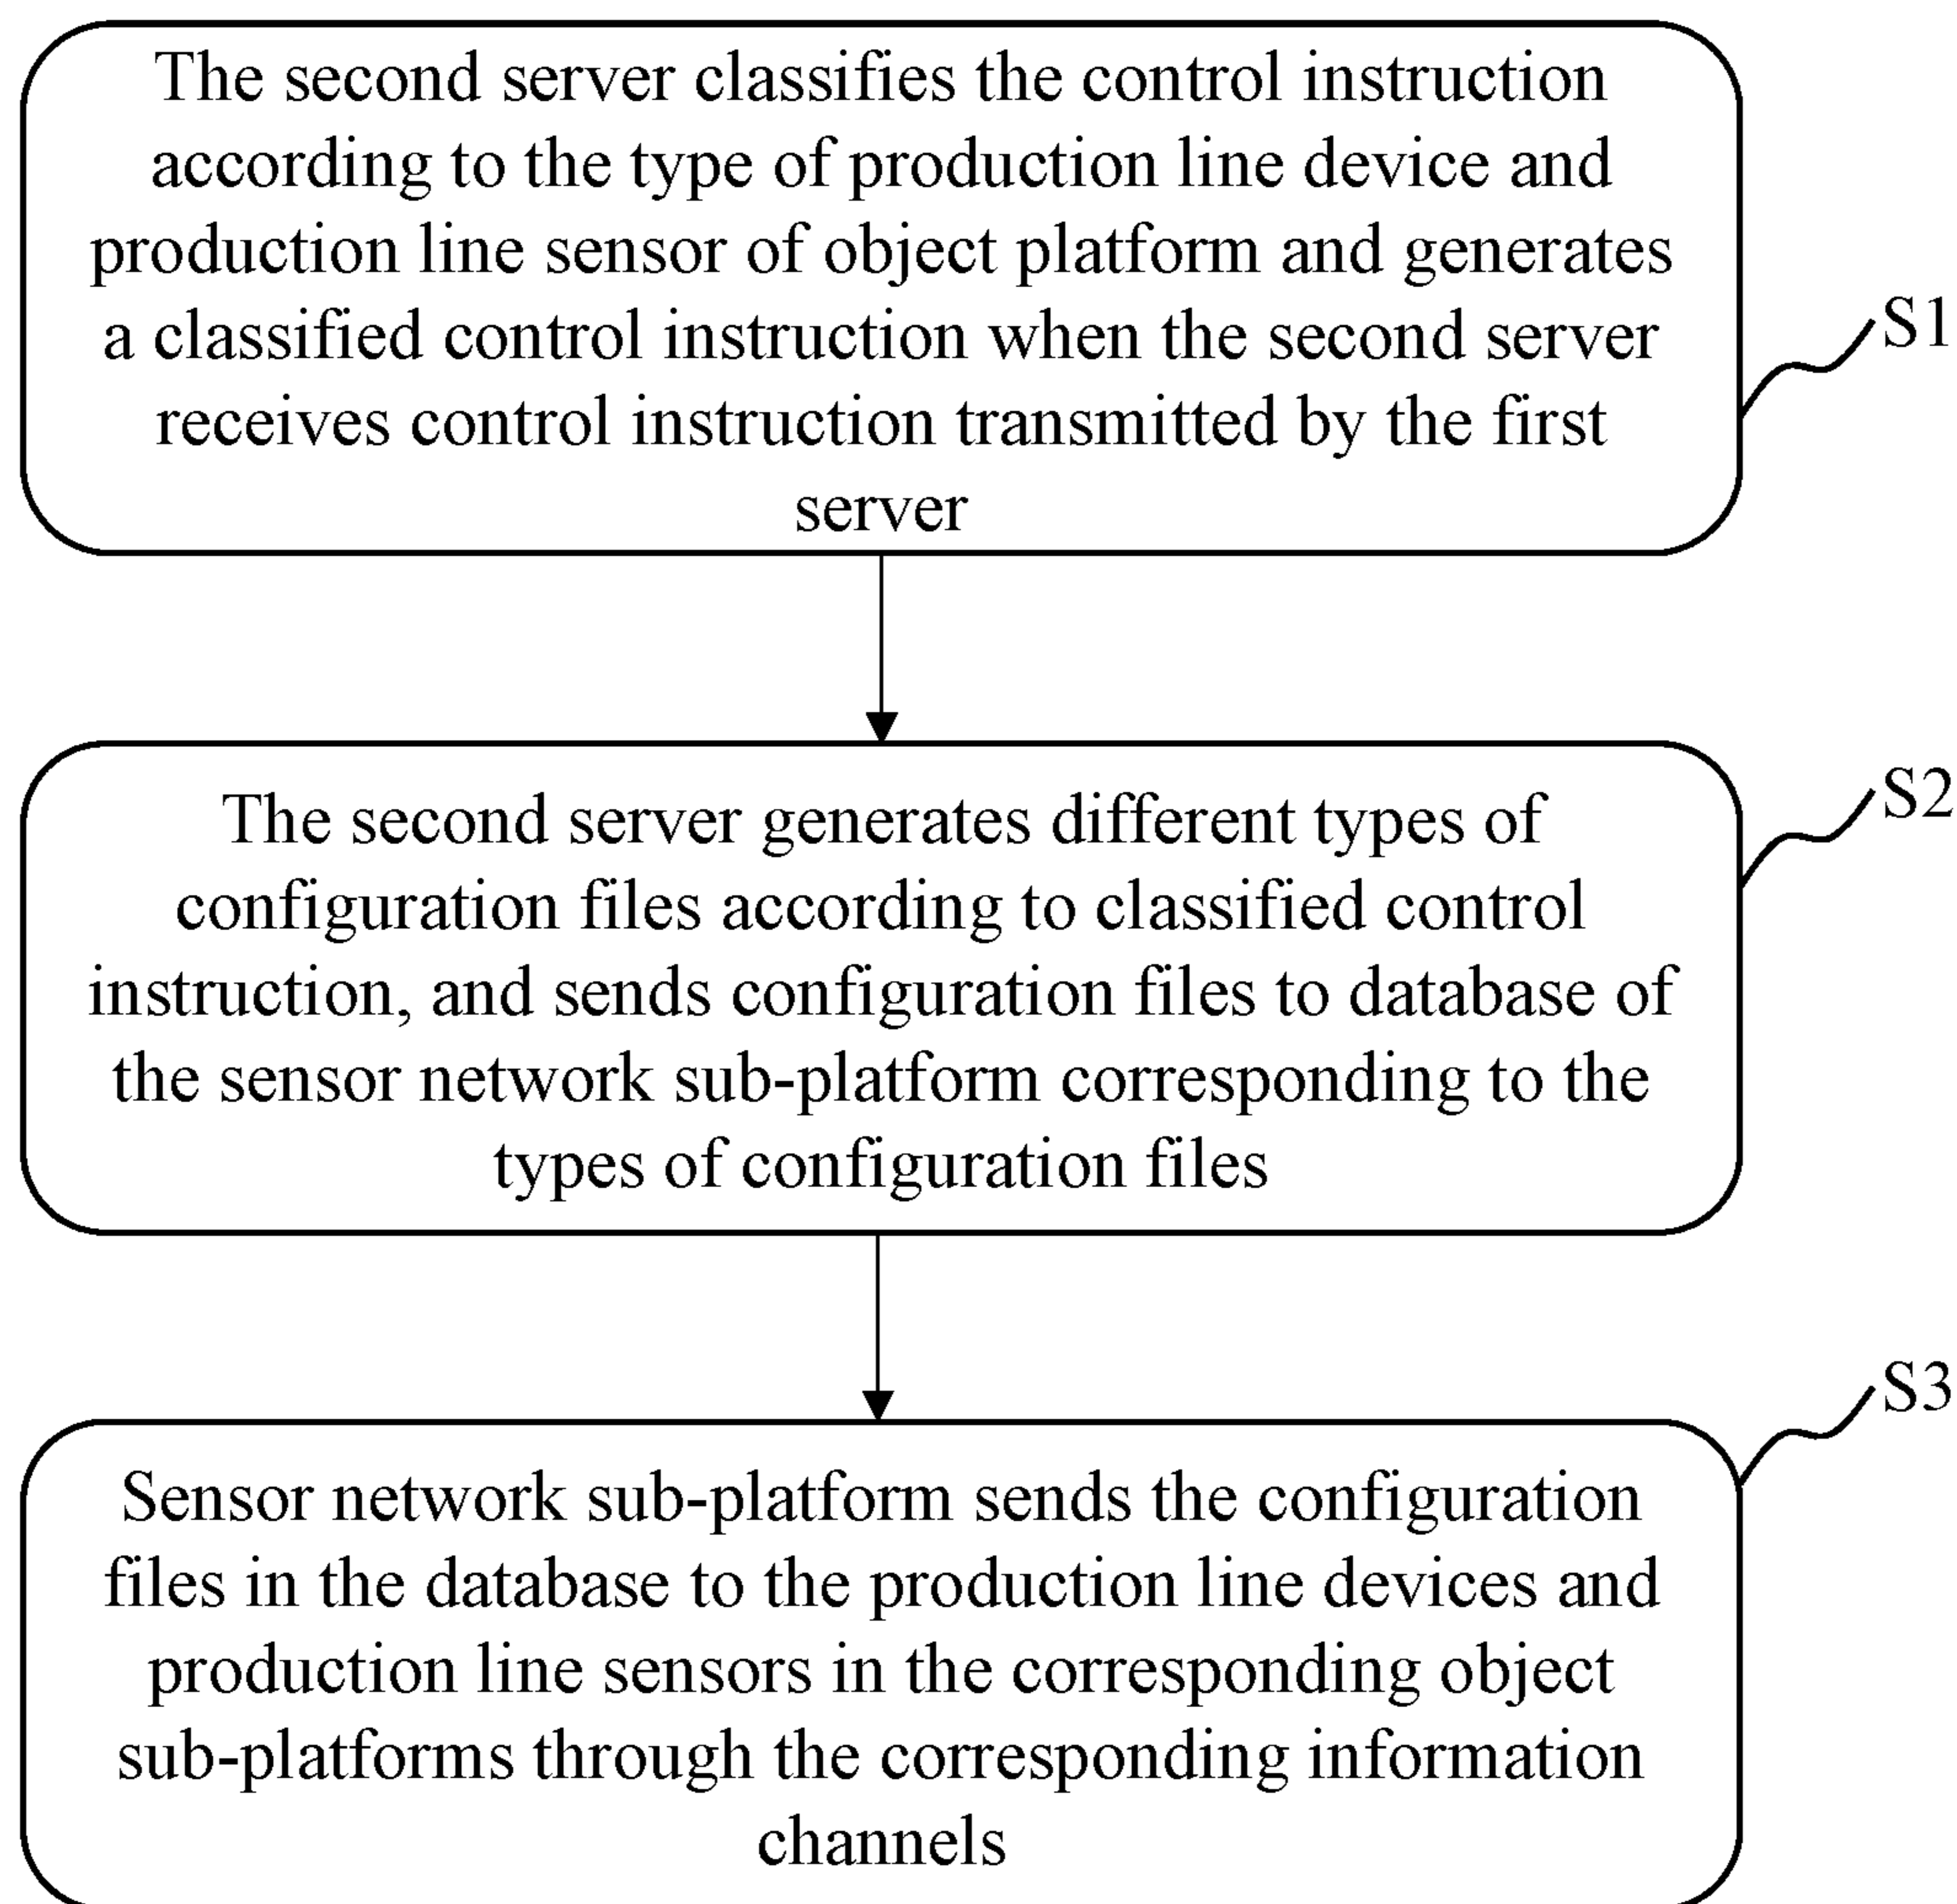 The second server classifies the control instruction
according to the type of production line device and
production line sensor of object platform and generates
a classified control instruction when the second server
receives control instruction transmitted by the first
server
S1
The second server generates different types of
configuration files according to classified control
instruction, and sends configuration files to database of
the sensor network sub-platform corresponding to the
types of configuration files
S2
Sensor network sub-platform sends the configuration
files in the database to the production line devices and
production line sensors in the corresponding object
sub-platforms through the corresponding information
channels
S3